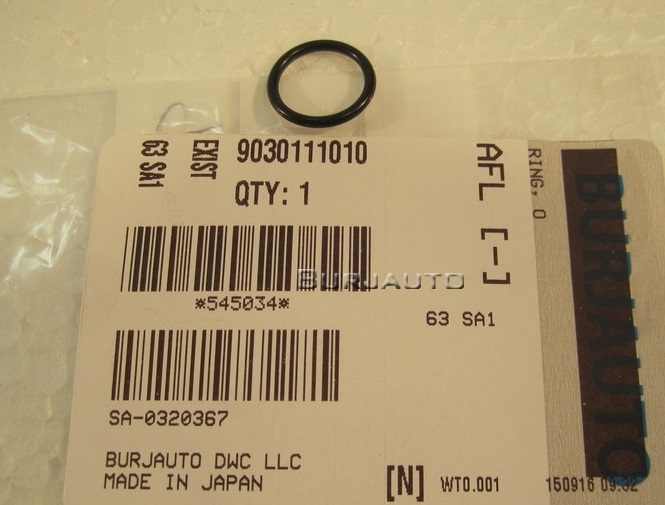 63 SA1
EXIST
9030111010
QTY: 1
AFL [-]
RING, O
BURJAUTO
BURJAUTO
*545034*
63 SA1
SA-0320367
BURJAUTO DWC LLC
MADE IN JAPAN
[N]
WT0.001
150916 09:32